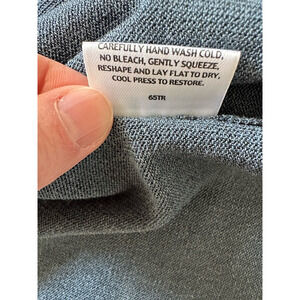 CAREFULLY HAND WASH COLD,
NO BLEACH, GENTLY SQUEEZE,
RESHAPE AND LAY FLAT TO DRY,
COOL PRESS TO RESTORE.
65TR